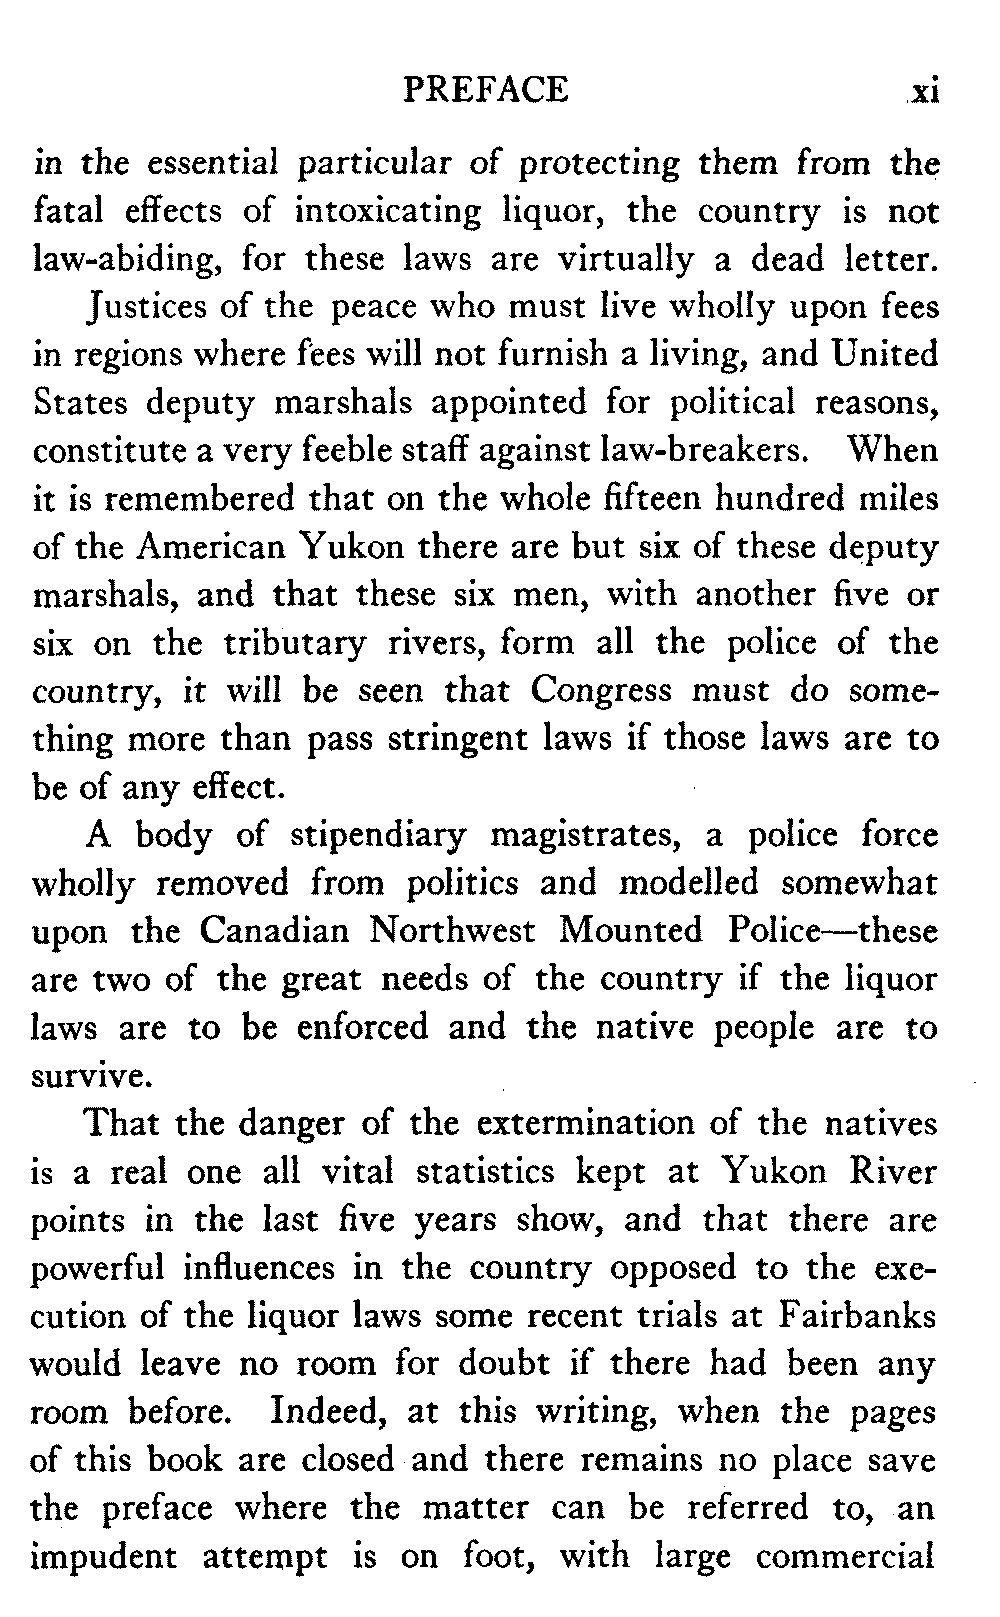 PREFACE xi
in the essential particular of protecting them from the
fatal effects of intoxicating liquor, the country is not
law-abiding, for these laws are virtually a dead letter.
Justices of the peace who must live wholly upon fees
in regions where fees will not furnish a living, and United
States deputy marshals appointed for political reasons,
constitute a very feeble staff against law-breakers. When
it is remembered that on the whole fifteen hundred miles
of the American Yukon there are but six of these deputy
marshals, and that these six men, with another five or
six on the tributary rivers, form all the police of the
country, it will be seen that Congress must do some-
thing more than pass stringent laws if those laws are to
be of any effect.
A body of stipendiary magistrates, a police force
wholly removed from politics and modelled somewhat
upon the Canadian Northwest Mounted Police—these
are two of the great needs of the country if the liquor
laws are to be enforced and the native people are to
survive.
That the danger of the extermination of the natives
is a real one all vital statistics kept at Yukon River
points in the last five years show, and that there are
powerful influences in the country opposed to the exe-
cution of the liquor laws some recent trials at Fairbanks
would leave no room for doubt if there had been any
room before. Indeed, at this writing, when the pages
of this book are closed and there remains no place save
the preface where the matter can be referred to, an
impudent attempt is on foot, with large commercial